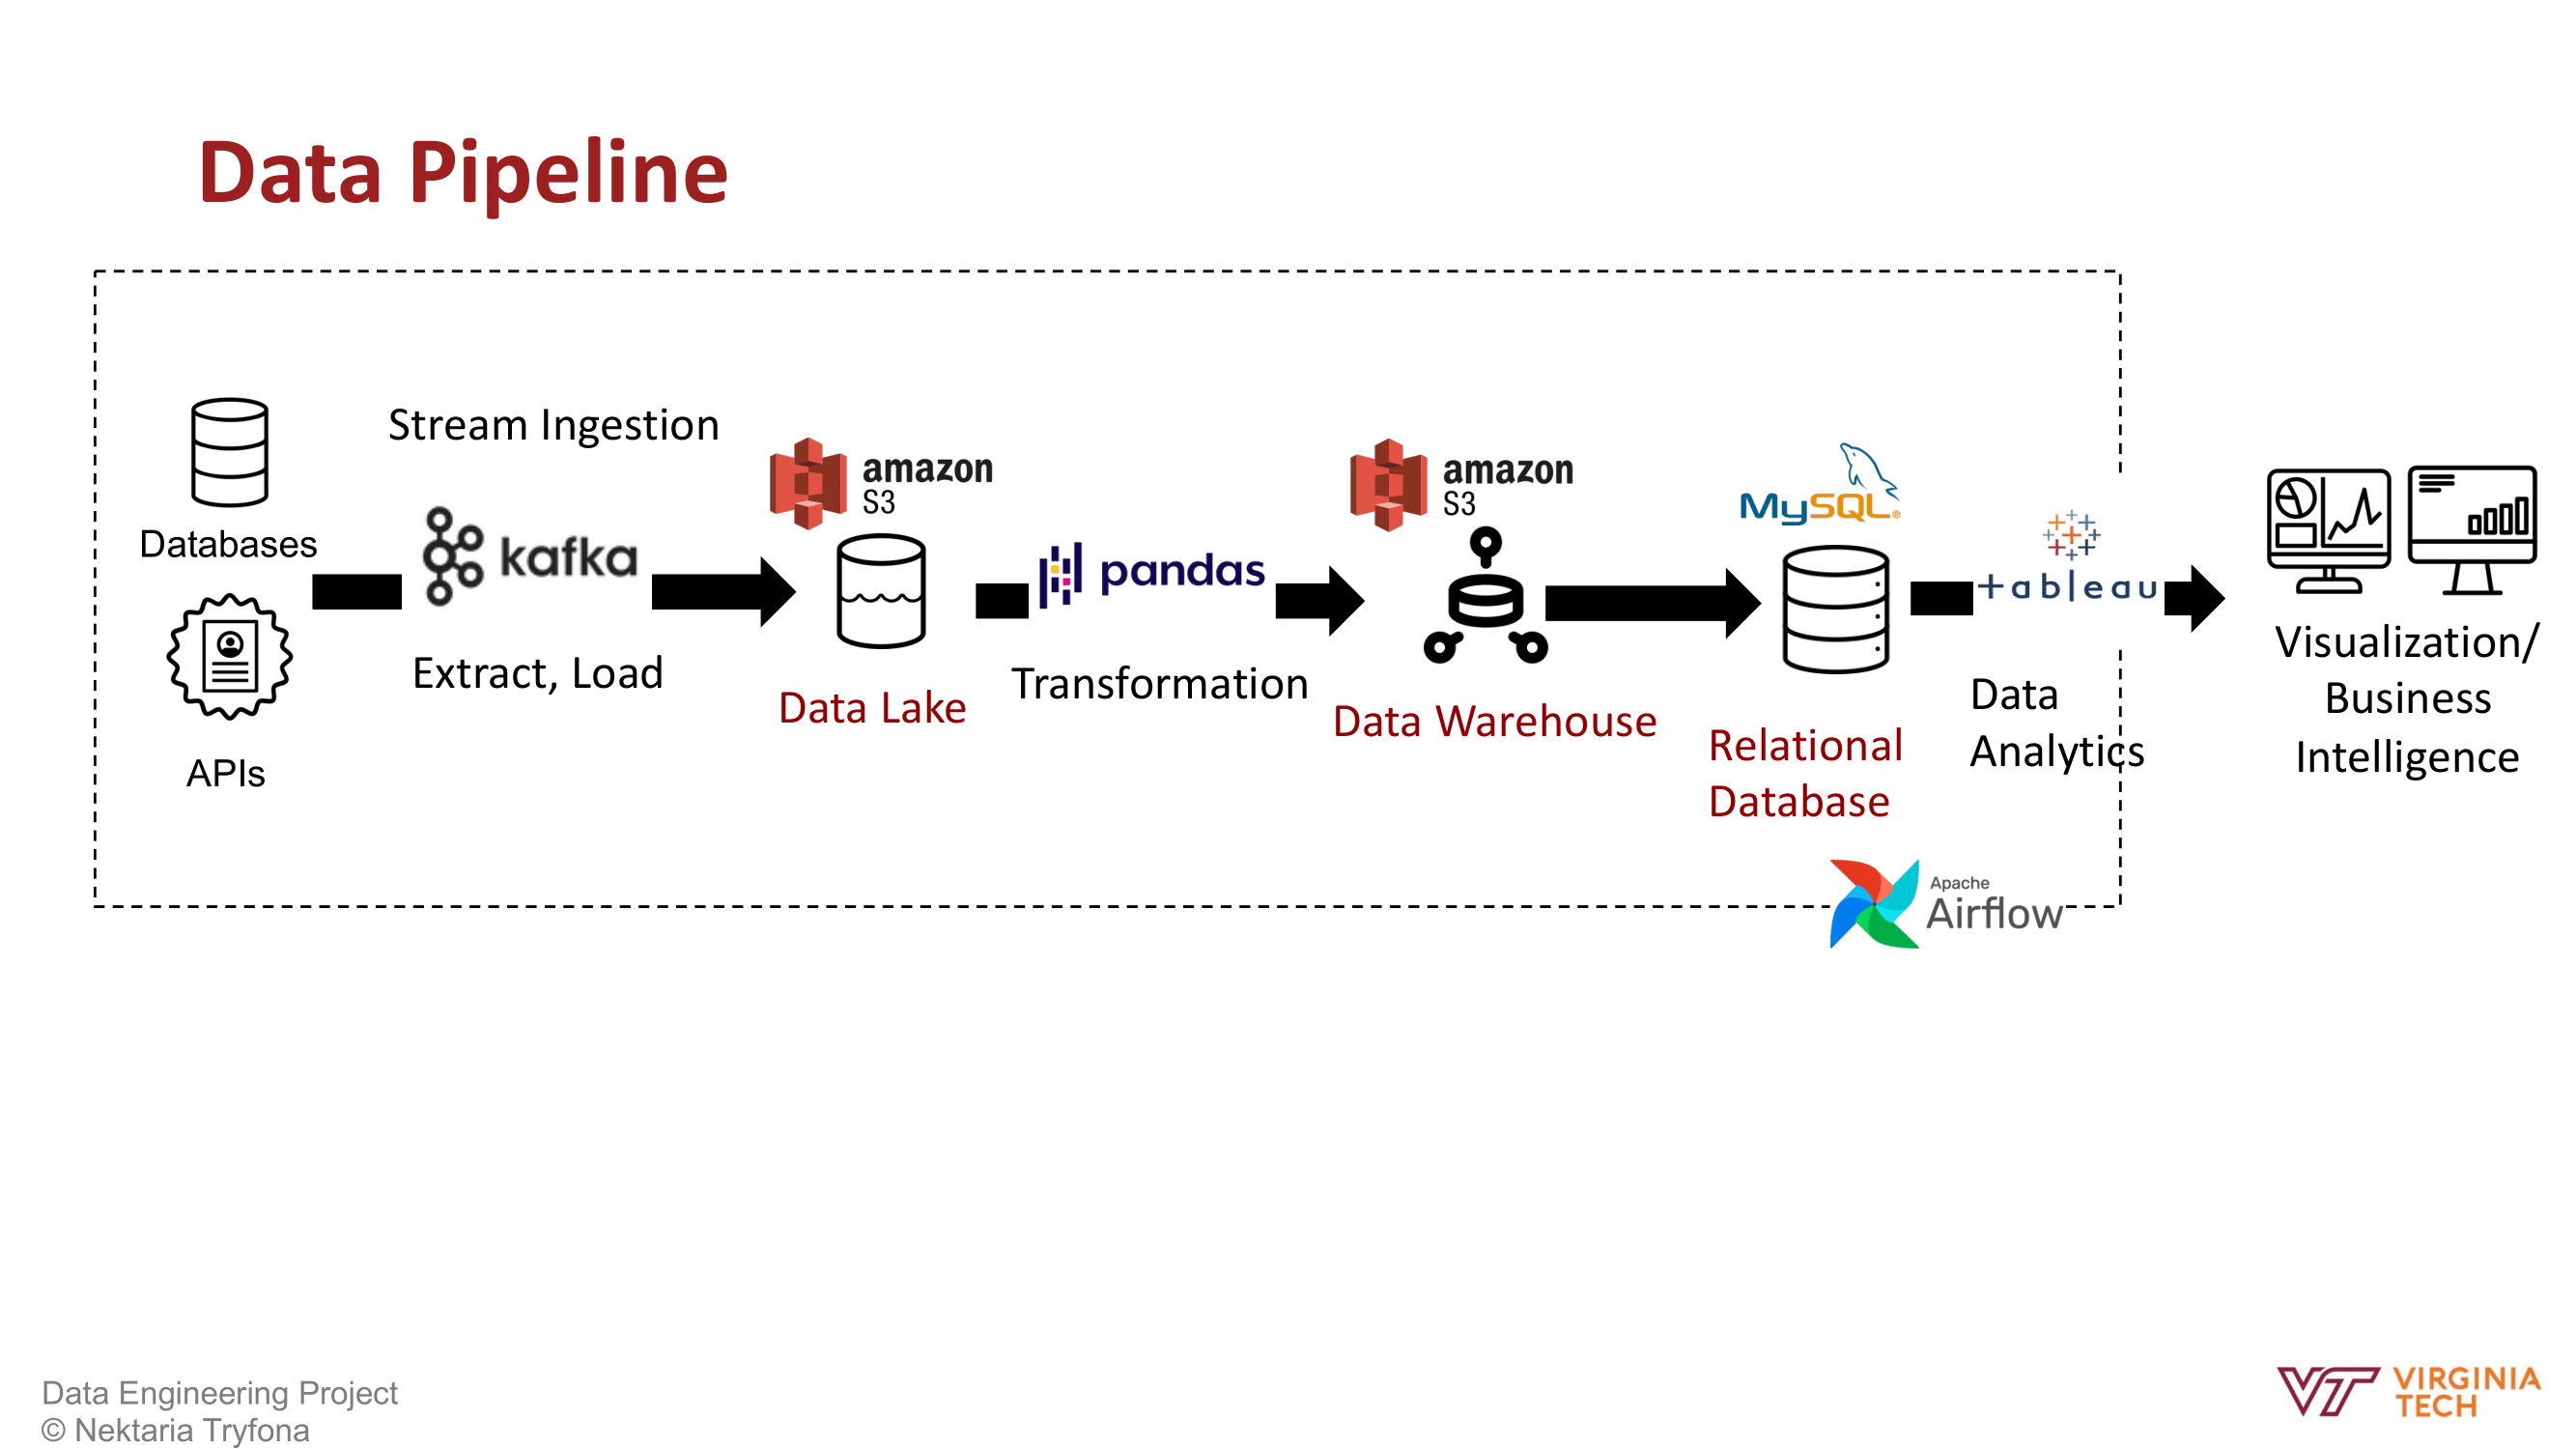 Data Pipeline
Stream Ingestion
Databases
APIs
kafka
Extract, Load
amazon
S3
Data Lake
pandas
Transformation
amazon
S3
Data Warehouse
MySQL®
Relational
Database
+ableau
Data
Analytics
Visualization/
Business
Intelligence
Apache
Airflow
Data Engineering Project
© Nektaria Tryfona
VT VIRGINIA
TECH